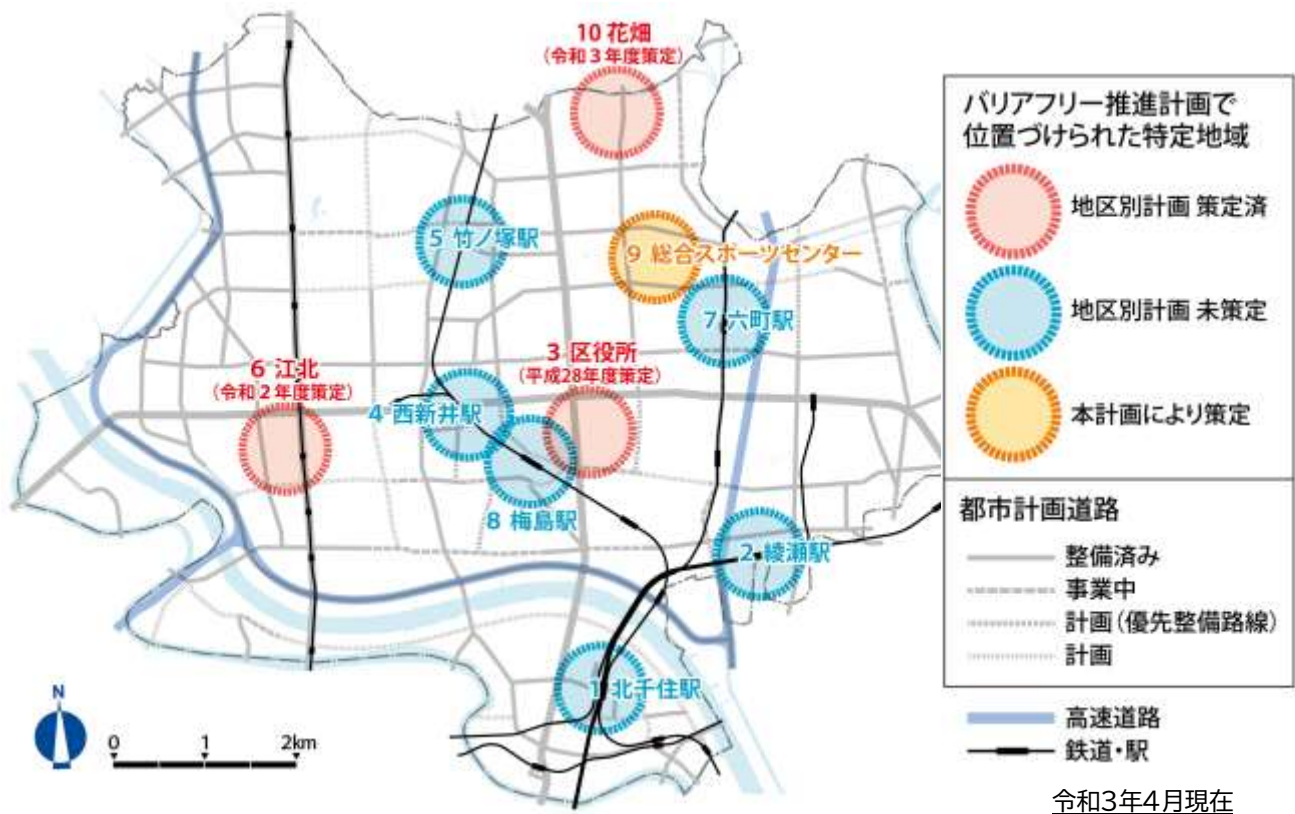 10 花畑
(令和3年度策定)
5 竹ノ塚駅
9 総合スポーツセンター
7 六町駅
6 江北
(令和2年度策定)
3 区役所
(平成28年度策定)
4 西新井駅
8 梅島駅
2 綾瀬駅
1 北千住駅
N
0 1 2km
バリアフリー推進計画で
位置づけられた特定地域
地区別計画 策定済
地区別計画 未策定
本計画により策定
都市計画道路
整備済み
事業中
計画(優先整備路線)
計画
高速道路
鉄道・駅
令和3年4月現在